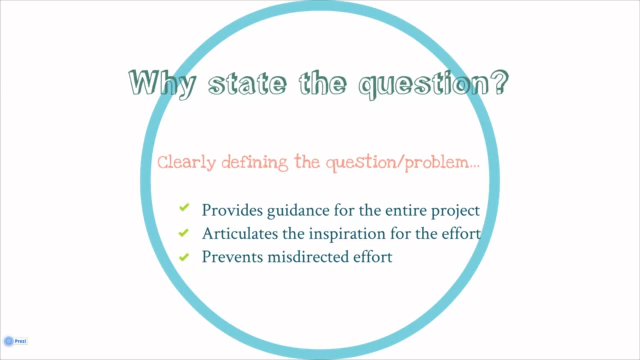 Why state the question?
Clearly defining the question/problem...
Provides guidance for the entire project
Articulates the inspiration for the effort
Prevents misdirected effort
Prezi